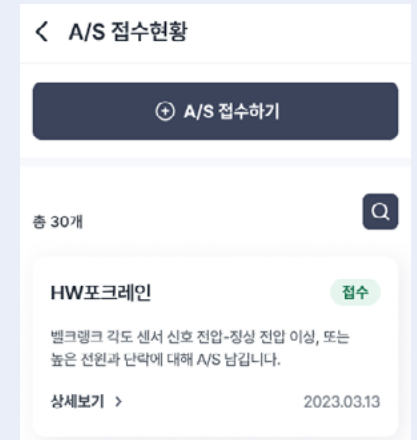 A/S 접수현황
A/S 접수하기
총 30개
HW포크레인
접수
벨크랭크 각도 센서 신호 전압-징상 전압 이상, 또는
높은 전원과 단락에 대해 A/S 남깁니다.
상세보기
2023.03.13